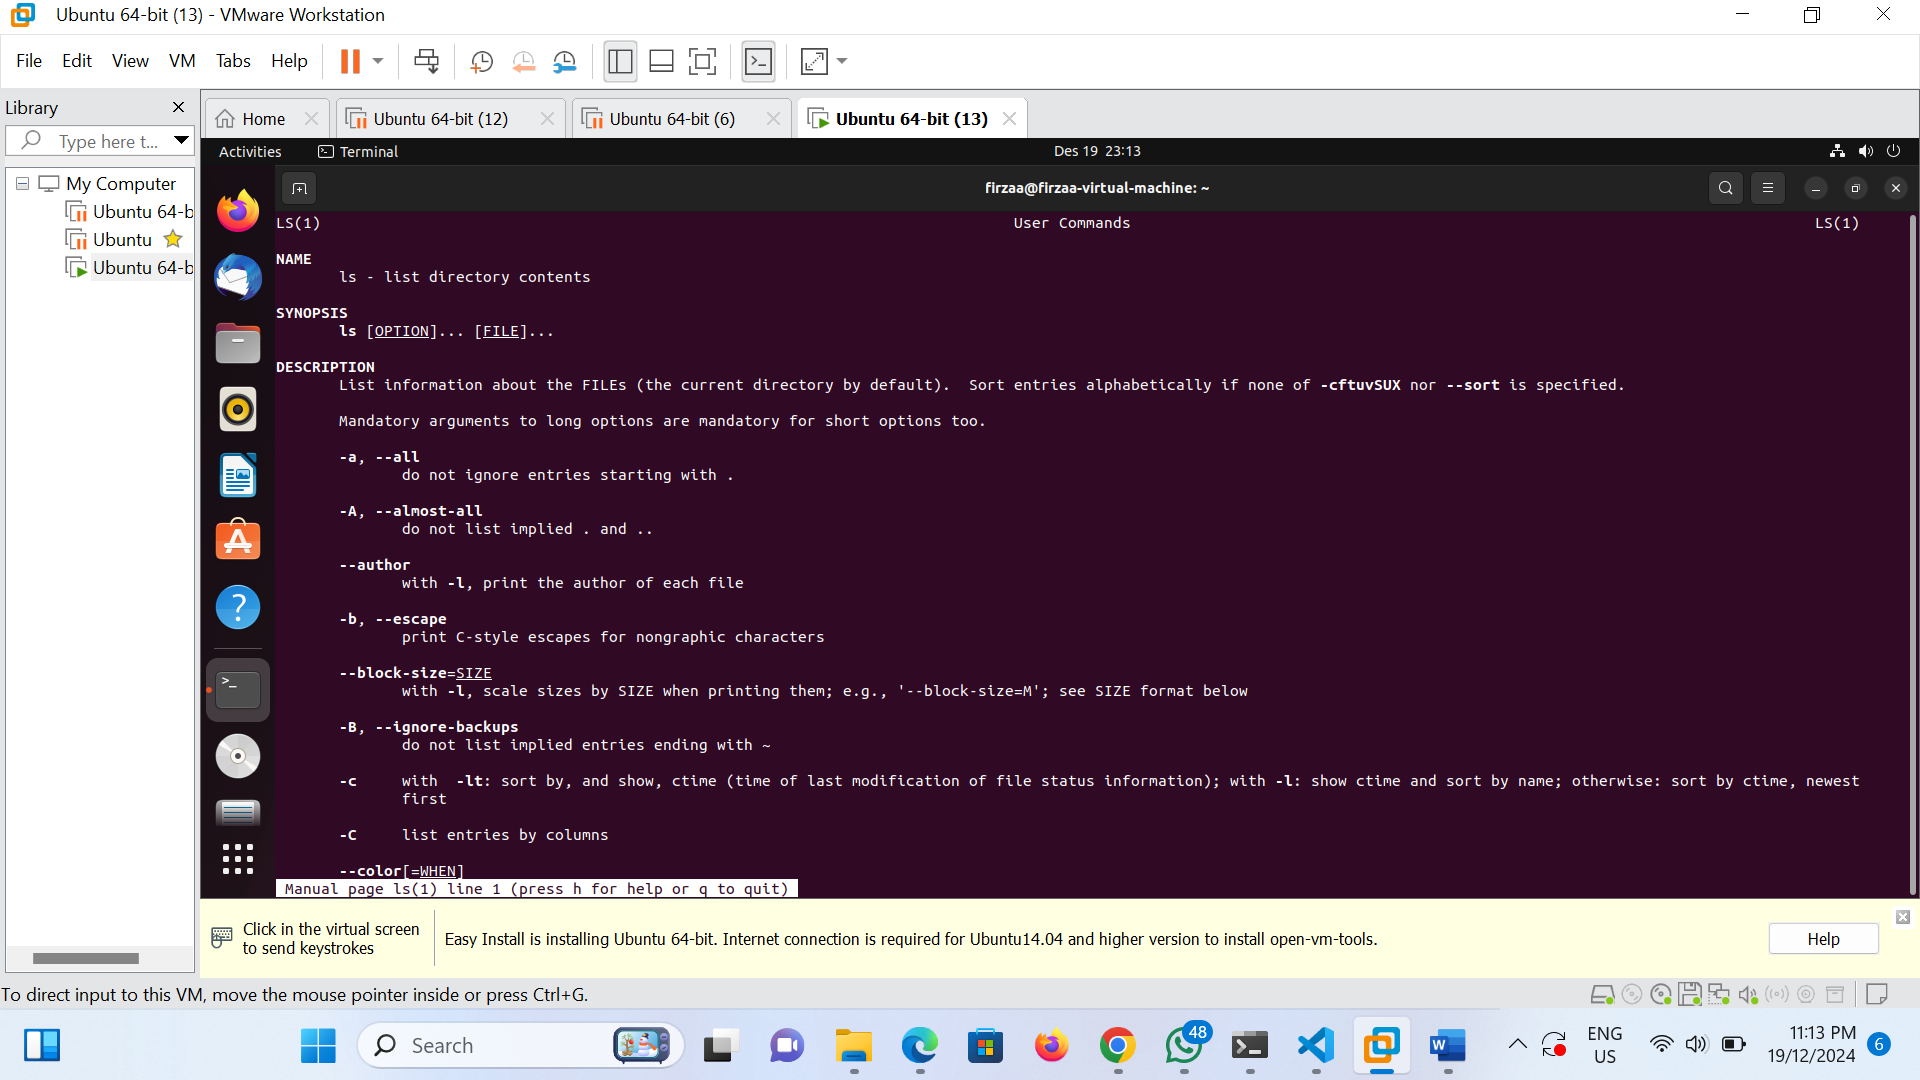 Ubuntu 64-bit (13) - VMware Workstation
File Edit View VM Tabs Help
Library
Home
Ubuntu 64-bit (12)
Ubuntu 64-bit (6)
Ubuntu 64-bit (13)
Type here t...
My Computer
Ubuntu 64-b
Ubuntu
Ubuntu 64-b
Activities
Terminal
Des 19 23:13
firzaa@firzaa-virtual-machine: ~
LS(1) User Commands LS(1)
NAME
ls - list directory contents
SYNOPSIS
ls [OPTION]... [FILE]...
DESCRIPTION
List information about the FILEs (the current directory by default). Sort entries alphabetically if none of -cftuvSUX nor --sort is specified.
Mandatory arguments to long options are mandatory for short options too.
-a, --all
do not ignore entries starting with .
-A, --almost-all
do not list implied . and ..
--author
with -l, print the author of each file
-b, --escape
print C-style escapes for nongraphic characters
--block-size=SIZE
with -l, scale sizes by SIZE when printing them; e.g., '--block-size=M'; see SIZE format below
-B, --ignore-backups
do not list implied entries ending with ~
-c with -lt: sort by, and show, ctime (time of last modification of file status information); with -l: show ctime and sort by name; otherwise: sort by ctime, newest
first
-C list entries by columns
--color[=WHEN]
Manual page ls(1) line 1 (press h for help or q to quit)
Click in the virtual screen
to send keystrokes
Easy Install is installing Ubuntu 64-bit. Internet connection is required for Ubuntu14.04 and higher version to install open-vm-tools.
Help
To direct input to this VM, move the mouse pointer inside or press Ctrl+G.
Search
48
ENG
US
11:13 PM
19/12/2024
6